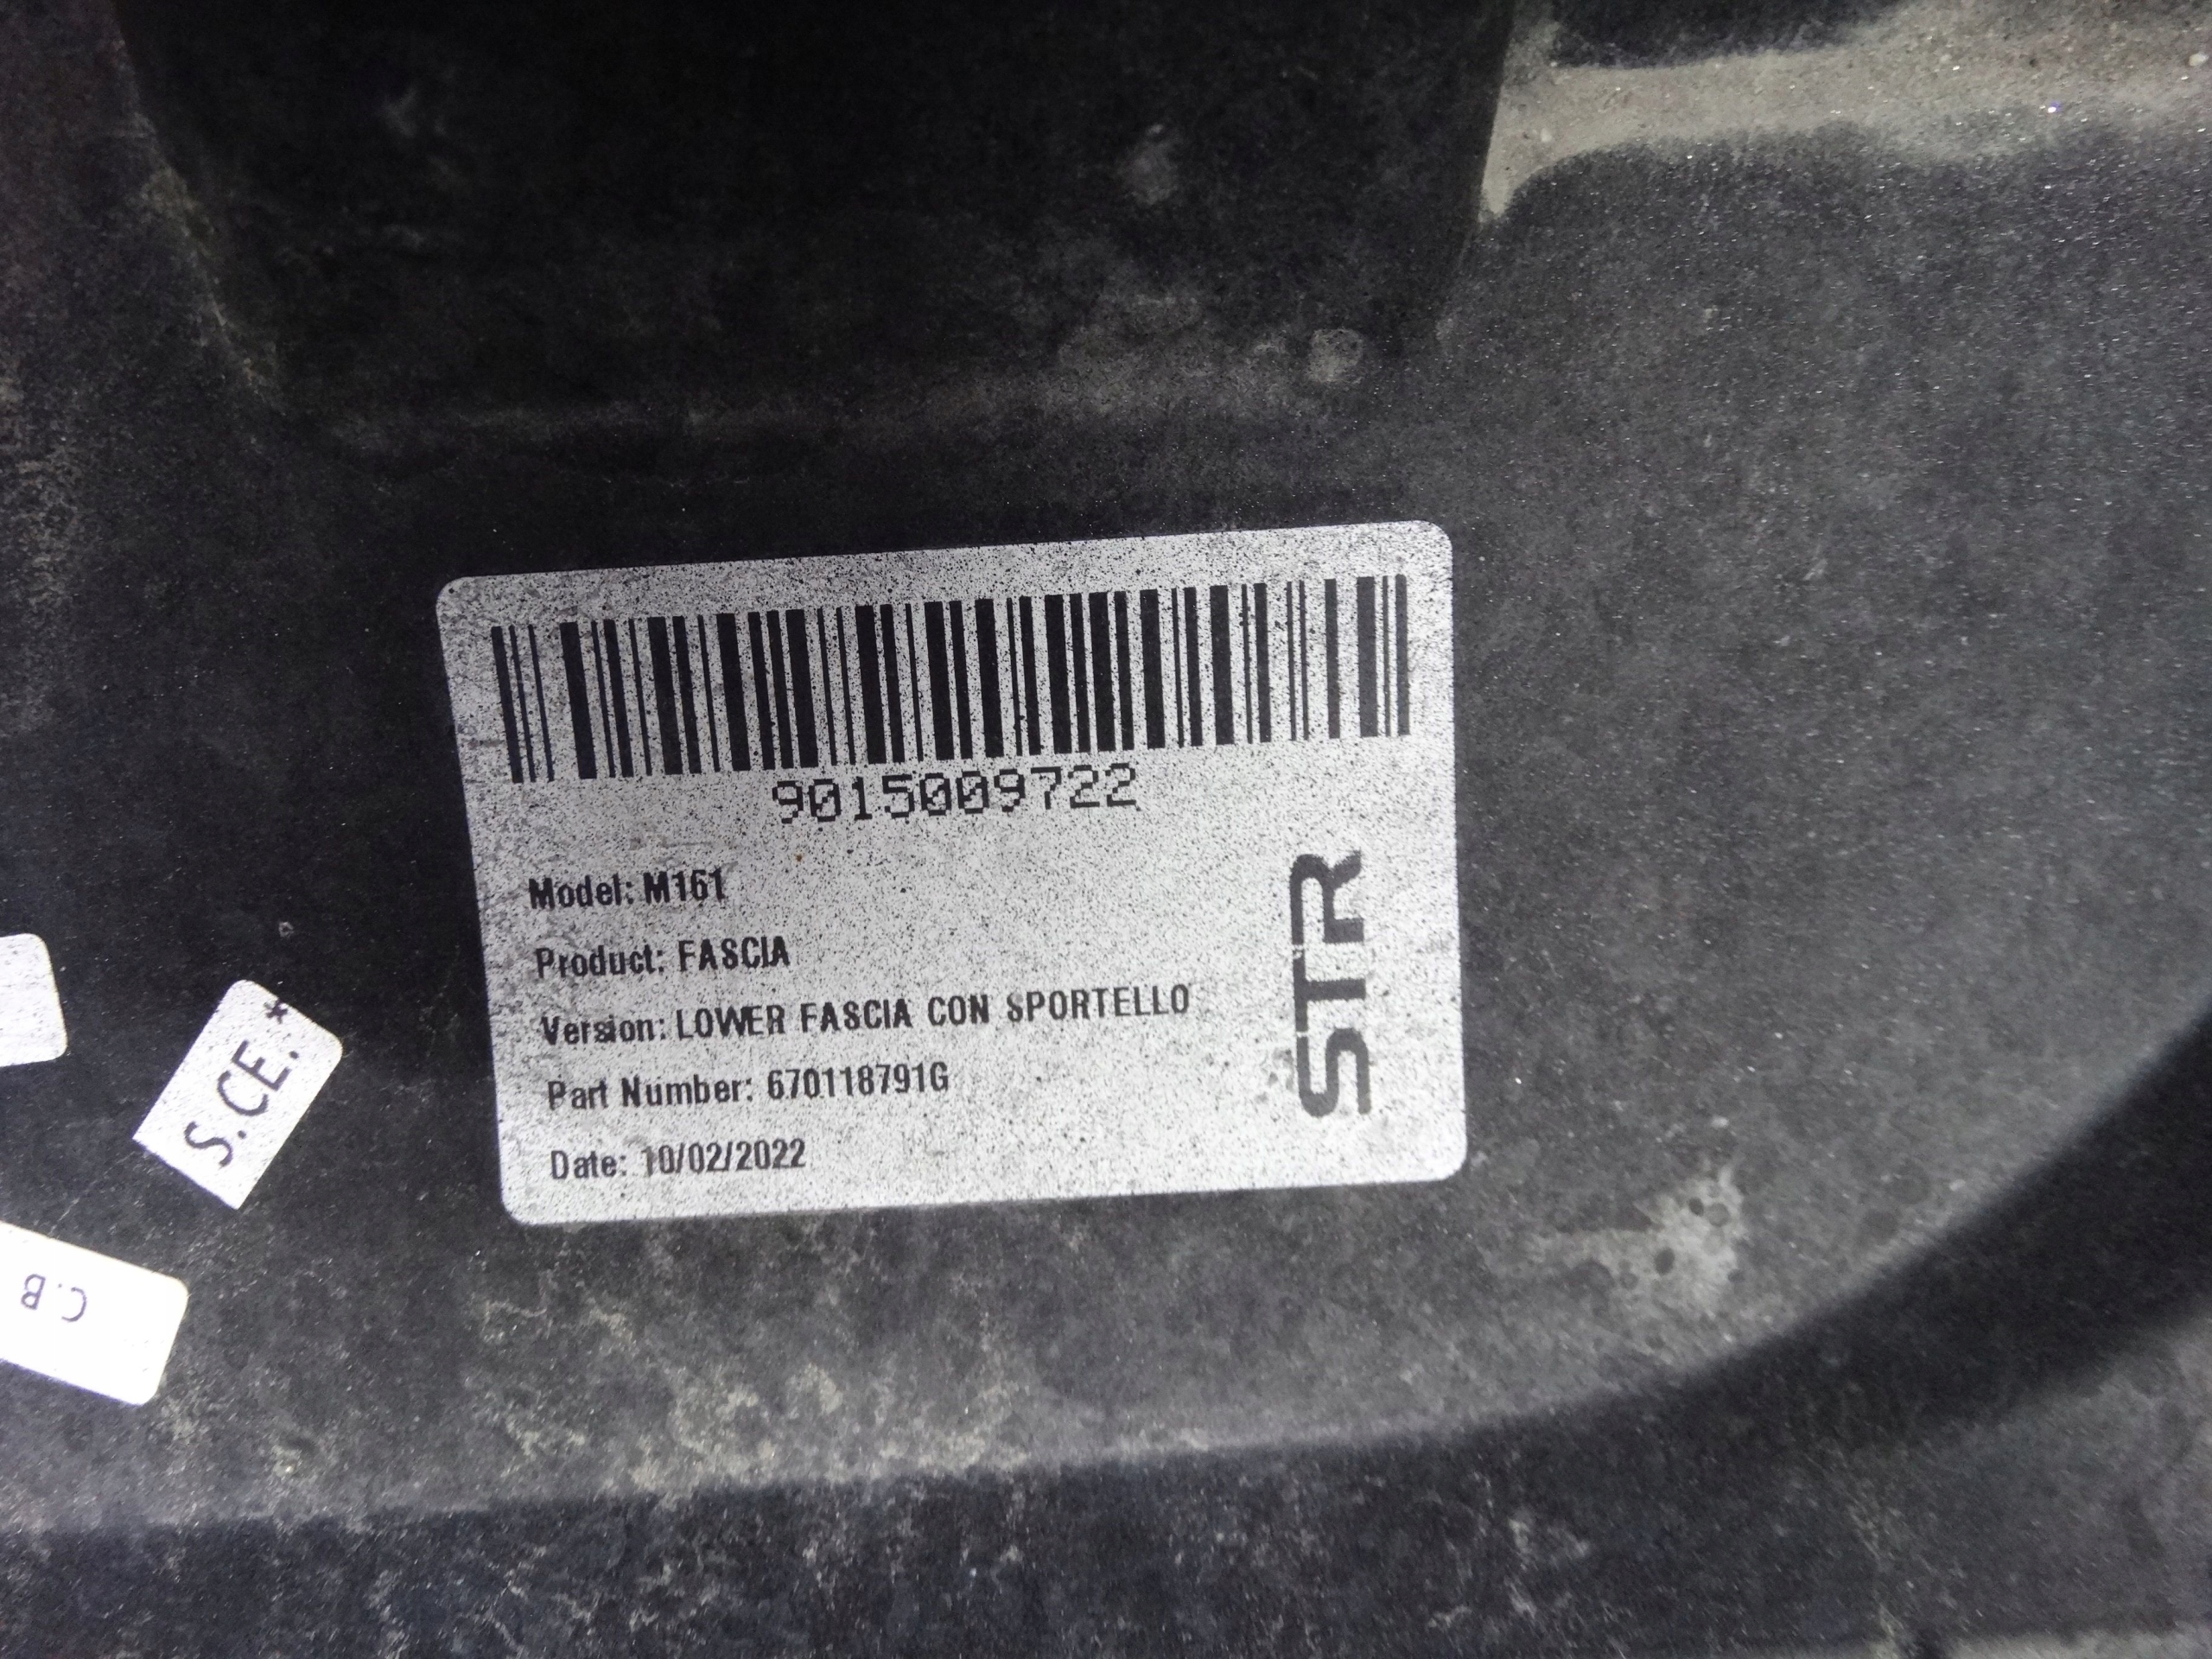 9015009722
Model: M161
Product: FASCIA
Version: LOWER FASCIA CON SPORTELLO
Part Number: 670118791G
Date: 10/02/2022
STR
S.CE.*
C.B